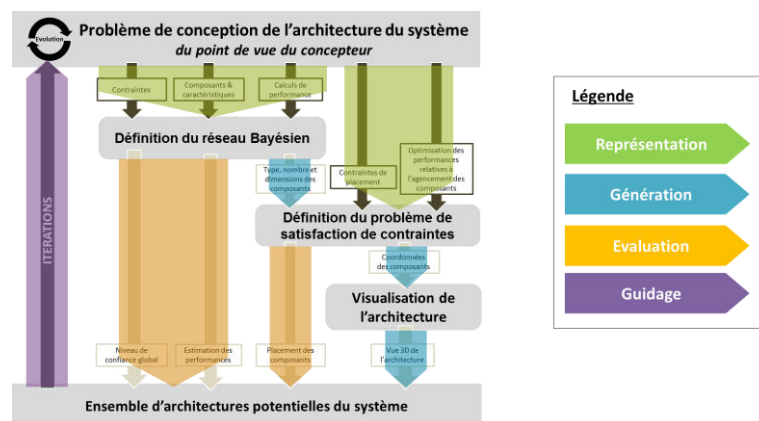 Evolution
Problème de conception de l'architecture du système
du point de vue du concepteur
Contraintes
Composants &
caractéristiques
Calculs de
performance
Définition du réseau Bayésien
Type, nombre et
dimensions des
composants
Contraintes
de placement
Optimisation des
performances
relatives à
l'agencement des
composants
Définition du problème de
satisfaction de contraintes
Coordonnées
des composants
Visualisation de
l'architecture
Niveau de
confiance global
Estimation des
performances
Placement des
composants
Vue 3D de
l'architecture
Ensemble d'architectures potentielles du système
ITERATIONS
Légende
Représentation
Génération
Evaluation
Guidage